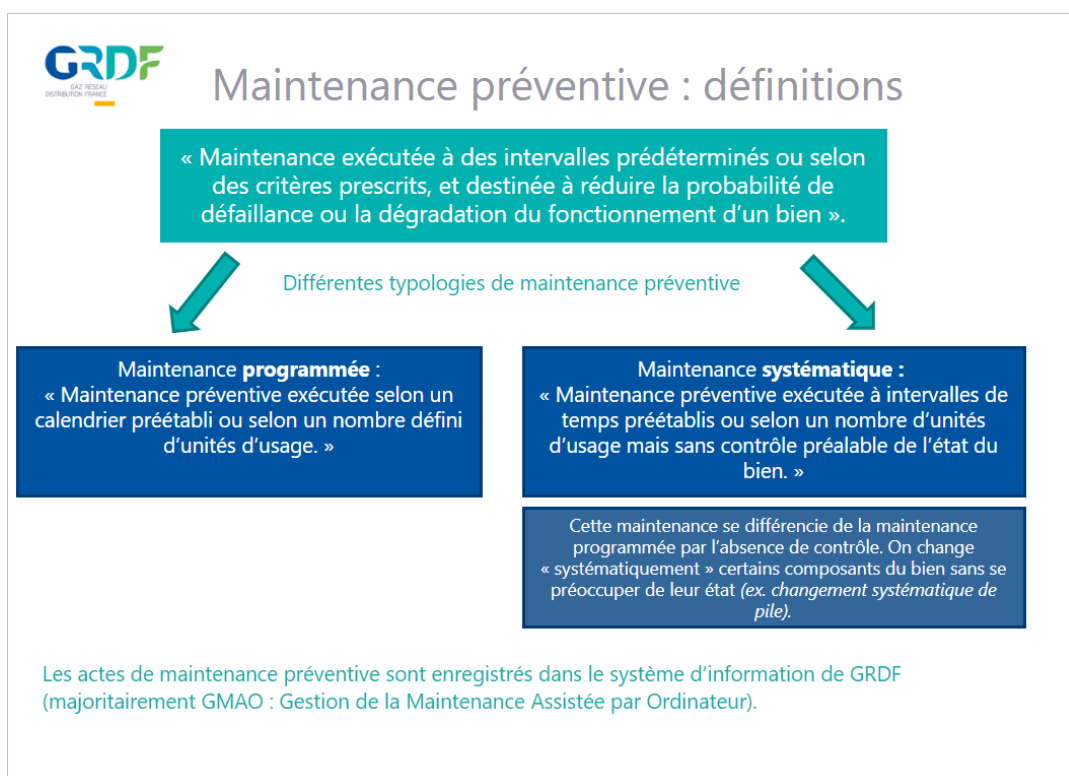 GRDF
GAZ RÉSEAU
DISTRIBUTION FRANCE
Maintenance préventive : définitions
« Maintenance exécutée à des intervalles prédéterminés ou selon
des critères prescrits, et destinée à réduire la probabilité de
défaillance ou la dégradation du fonctionnement d’un bien ».
Différentes typologies de maintenance préventive
Maintenance programmée :
« Maintenance préventive exécutée selon un
calendrier préétabli ou selon un nombre défini
d’unités d’usage. »
Maintenance systématique :
« Maintenance préventive exécutée à intervalles de
temps préétablis ou selon un nombre d’unités
d’usage mais sans contrôle préalable de l’état du
bien. »
Cette maintenance se différencie de la maintenance
programmée par l’absence de contrôle. On change
« systématiquement » certains composants du bien sans se
préoccuper de leur état (ex. changement systématique de
pile).
Les actes de maintenance préventive sont enregistrés dans le système d’information de GRDF
(majoritairement GMAO : Gestion de la Maintenance Assistée par Ordinateur).